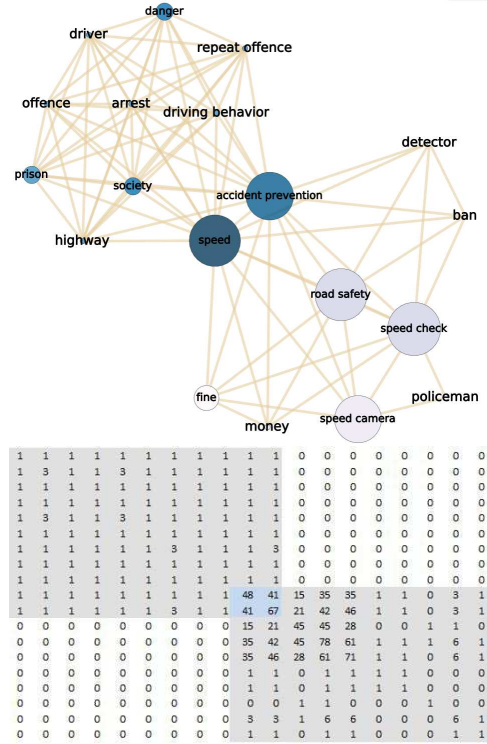 danger
driver
repeat offence
offence
arrest
driving behavior
detector
prison
society
accident prevention
ban
highway
speed
road safety
speed check
fine
policeman
money
speed camera
1 1 1 1 1 1 1 1 1 1 1 0 0 0 0 0 0 0 0
1 3 1 1 3 1 1 1 1 1 1 0 0 0 0 0 0 0 0
1 1 1 1 1 1 1 1 1 1 1 0 0 0 0 0 0 0 0
1 1 1 1 1 1 1 1 1 1 1 0 0 0 0 0 0 0 0
1 3 1 1 3 1 1 1 1 1 1 0 0 0 0 0 0 0 0
1 1 1 1 1 1 1 1 1 1 1 0 0 0 0 0 0 0 0
1 1 1 1 1 1 3 1 1 1 3 0 0 0 0 0 0 0 0
1 1 1 1 1 1 1 1 1 1 1 0 0 0 0 0 0 0 0
1 1 1 1 1 1 1 1 1 1 1 0 0 0 0 0 0 0 0
1 1 1 1 1 1 1 1 1 48 41 15 35 35 1 1 0 3 1
1 1 1 1 1 1 3 1 1 41 67 21 42 46 1 1 0 3 1
0 0 0 0 0 0 0 0 0 15 21 45 45 28 0 0 1 1 0
0 0 0 0 0 0 0 0 0 35 42 45 78 61 1 1 1 6 1
0 0 0 0 0 0 0 0 0 35 46 28 61 71 1 1 0 6 1
0 0 0 0 0 0 0 0 0 1 1 0 1 1 1 1 0 0 0
0 0 0 0 0 0 0 0 0 1 1 0 1 1 1 1 0 0 0
0 0 0 0 0 0 0 0 0 0 0 1 1 0 0 0 1 0 0
0 0 0 0 0 0 0 0 0 3 3 1 6 6 0 0 0 6 1
0 0 0 0 0 0 0 0 0 1 1 0 1 1 0 0 0 1 1